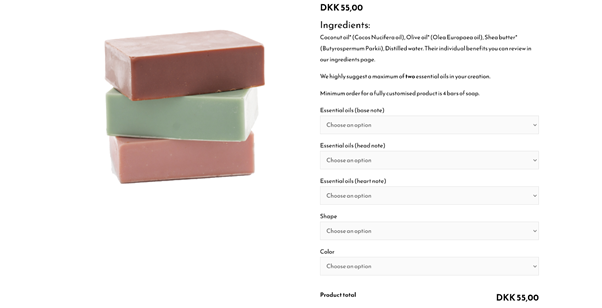 DKK 55,00
Ingredients:
Coconut oil* (Cocos Nucifera oil), Olive oil* (Olea Europaea oil), Shea butter*
(Butyrospermum Parkii), Distilled water. Their individual benefits you can review in
our ingredients page.
We highly suggest a maximum of two essential oils in your creation.
Minimum order for a fully customised product is 4 bars of soap.
Essential oils (base note)
Choose an option
Essential oils (head note)
Choose an option
Essential oils (heart note)
Choose an option
Shape
Choose an option
Color
Choose an option
Product total
DKK 55,00